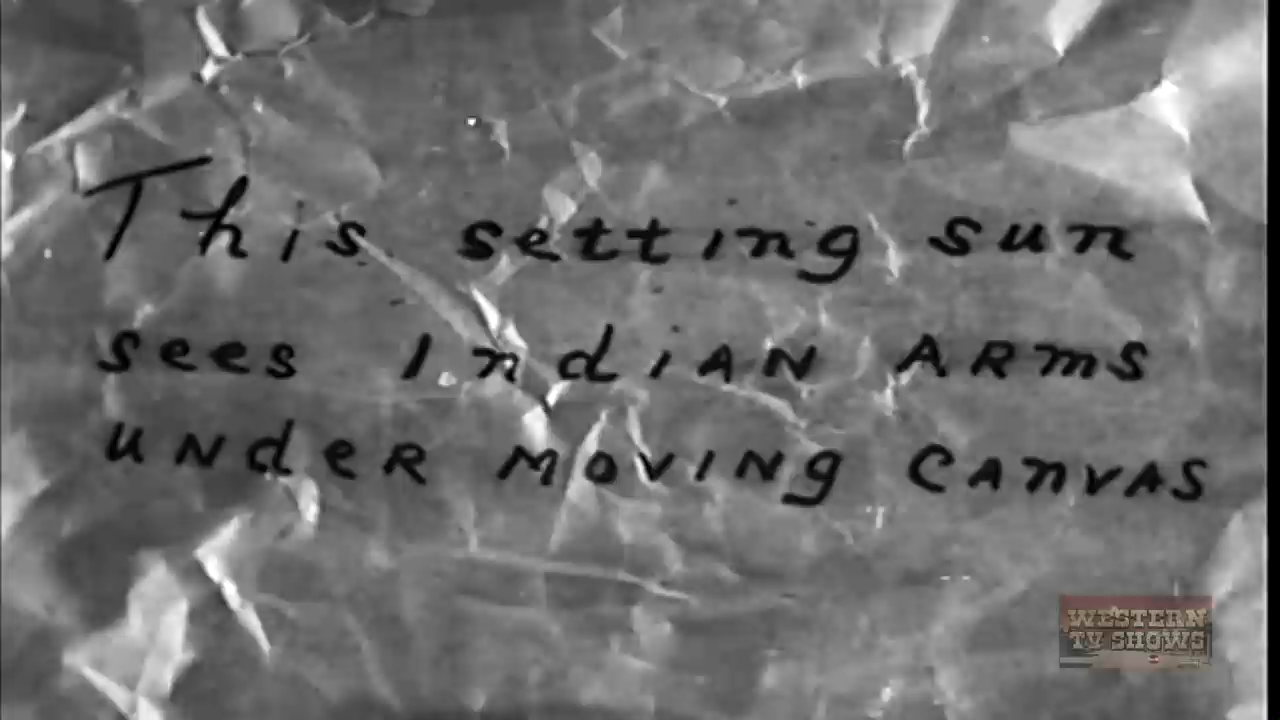 This setting sun
sees IndiAN ARmS
UNdeR MOVINg CAnVAS
WESTERN
TV SHOWS